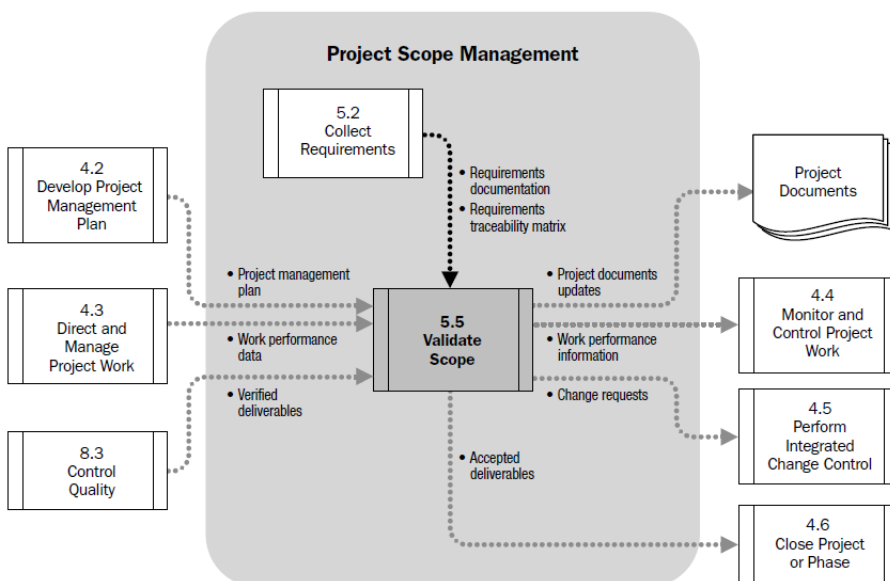 Project Scope Management
5.2
Collect
Requirements
4.2
Develop Project
Management
Plan
• Requirements
documentation
• Requirements
traceability matrix
Project
Documents
• Project management
plan
• Project documents
updates
4.3
Direct and
Manage
Project Work
• Work performance
data
5.5
Validate
Scope
• Work performance
information
4.4
Monitor and
Control Project
Work
• Verified
deliverables
• Change requests
4.5
Perform
Integrated
Change Control
8.3
Control
Quality
• Accepted
deliverables
4.6
Close Project
or Phase